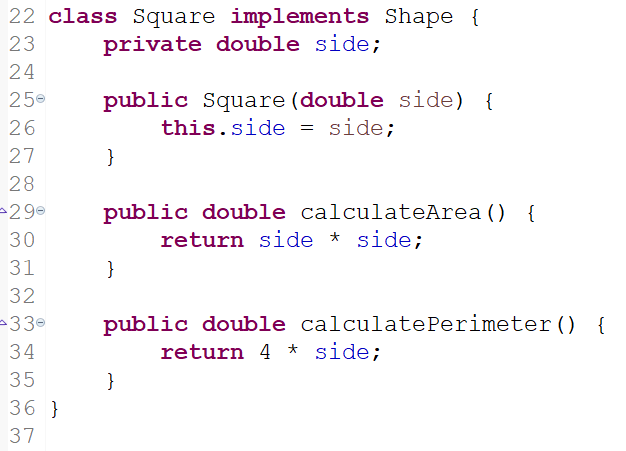 22 class Square implements Shape {
23     private double side;
24
25     public Square(double side) {
26         this.side = side;
27     }
28
29     public double calculateArea() {
30         return side * side;
31     }
32
33     public double calculatePerimeter() {
34         return 4 * side;
35     }
36 }
37